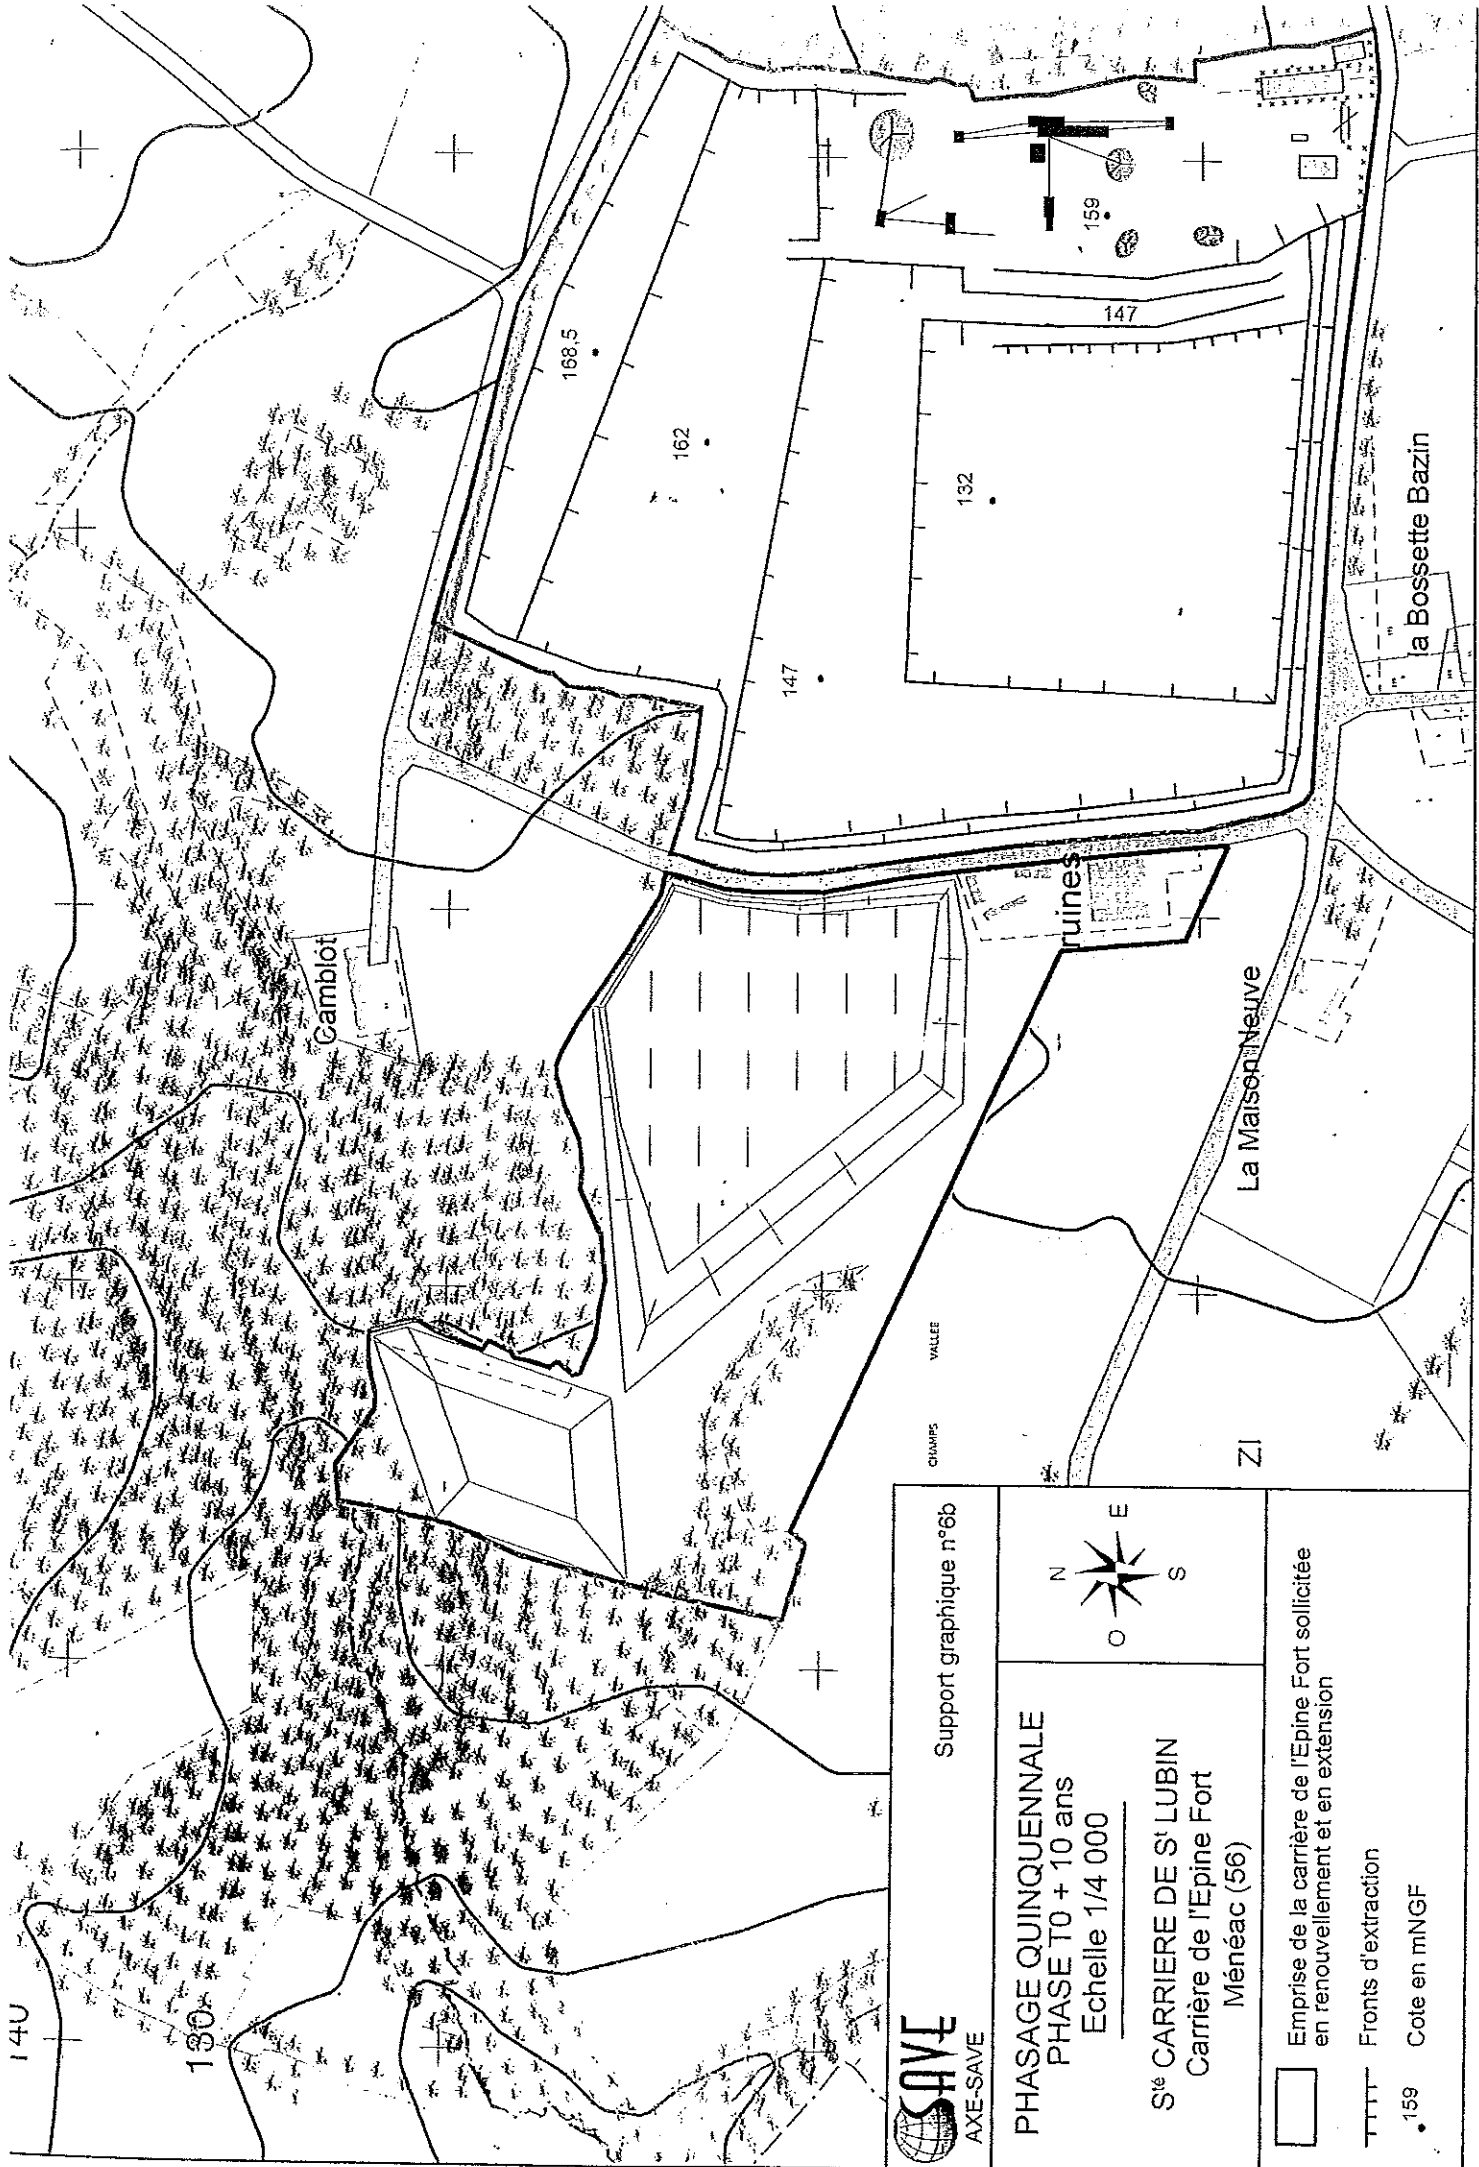 140
130
Camblot
168,5
162
147
132
147
159
ruines
la Bossette Bazin
La Maison Neuve
CHAMPS VALLEE
ZI
SAVE
AXE-SAVE
Support graphique n°6b
PHASAGE QUINQUENNALE
PHASE T0 + 10 ans
Echelle 1/4 000
Sté CARRIERE DE St LUBIN
Carrière de l'Epine Fort
Ménéac (56)
N
O E
S
Emprise de la carrière de l'Epine Fort sollicitée
en renouvellement et en extension
Fronts d'extraction
159 Cote en mNGF